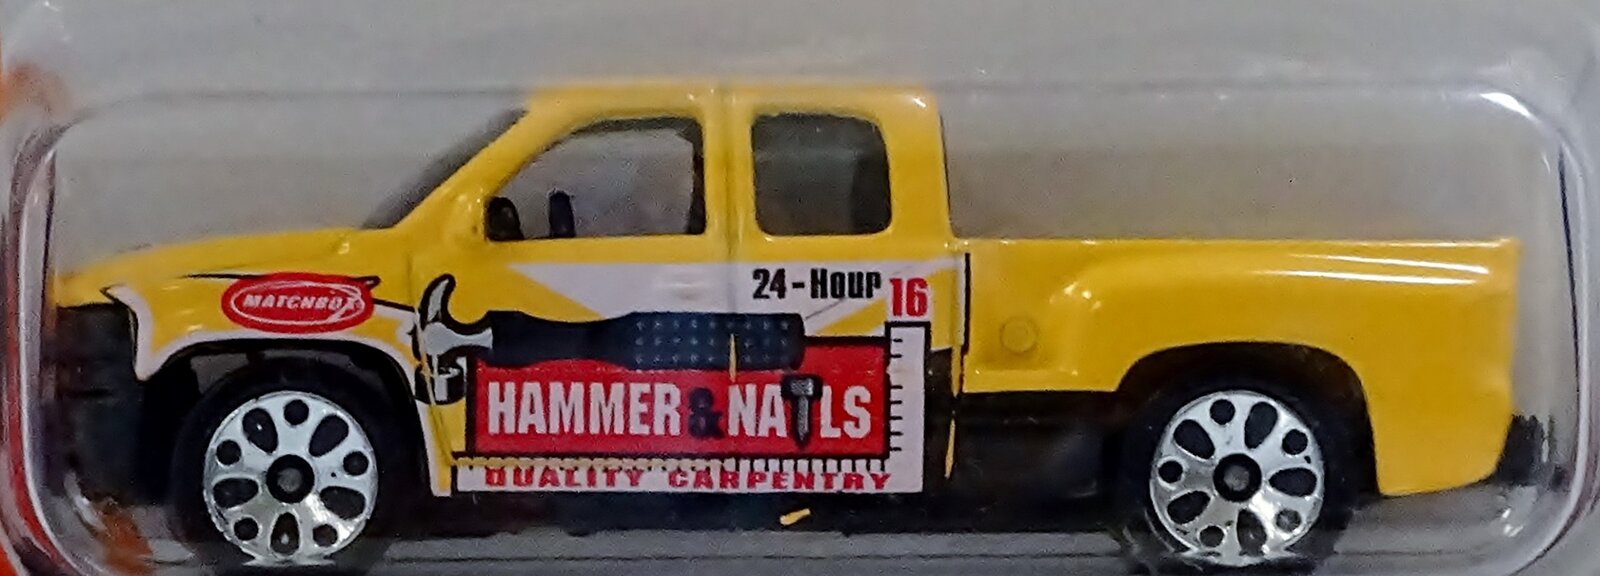 MATCHBOX
24-HOUR
16
HAMMER & NAILS
QUALITY CARPENTRY